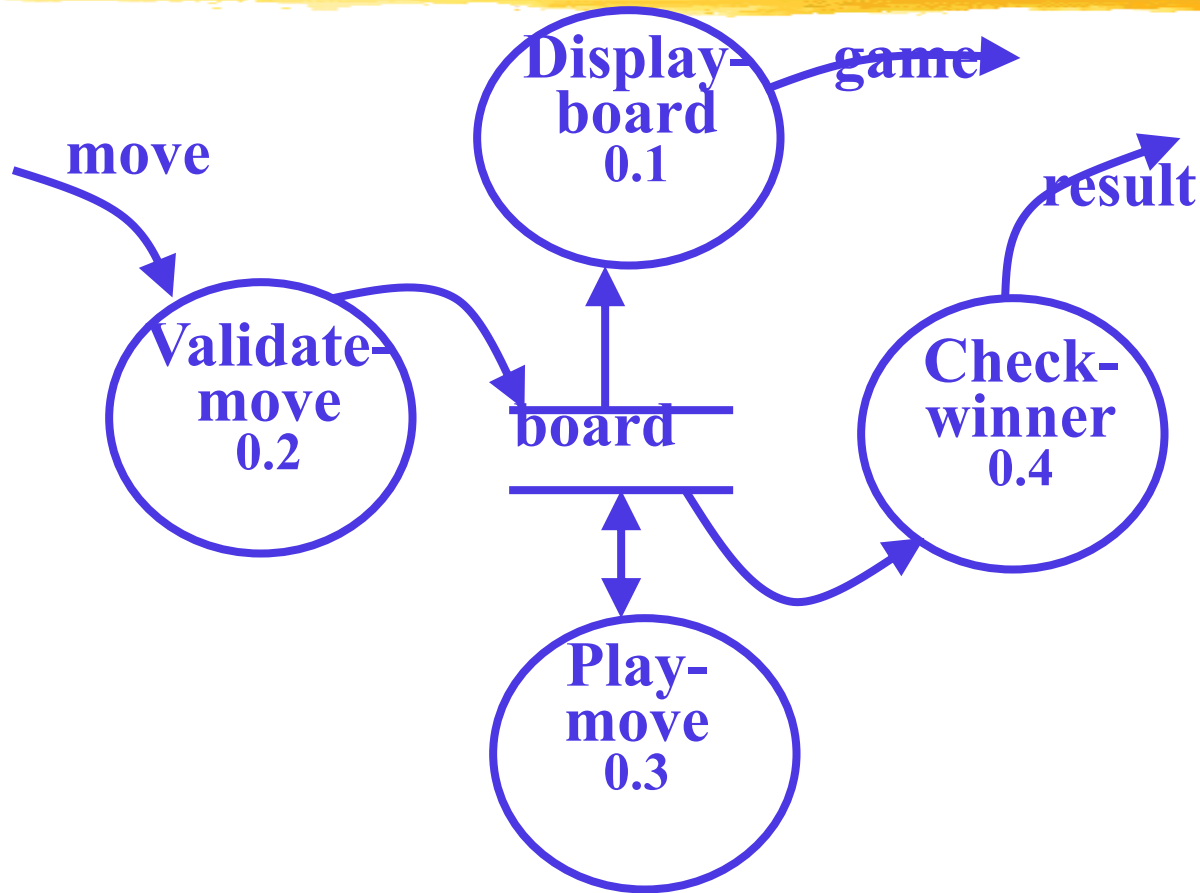 Display-
board
0.1
game
move
result
Validate-
move
0.2
board
Check-
winner
0.4
Play-
move
0.3